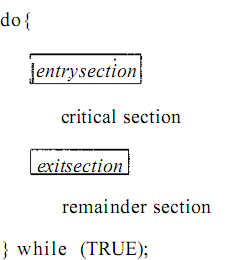 do{
entrysection
critical section
exitsection
remainder section
} while (TRUE);